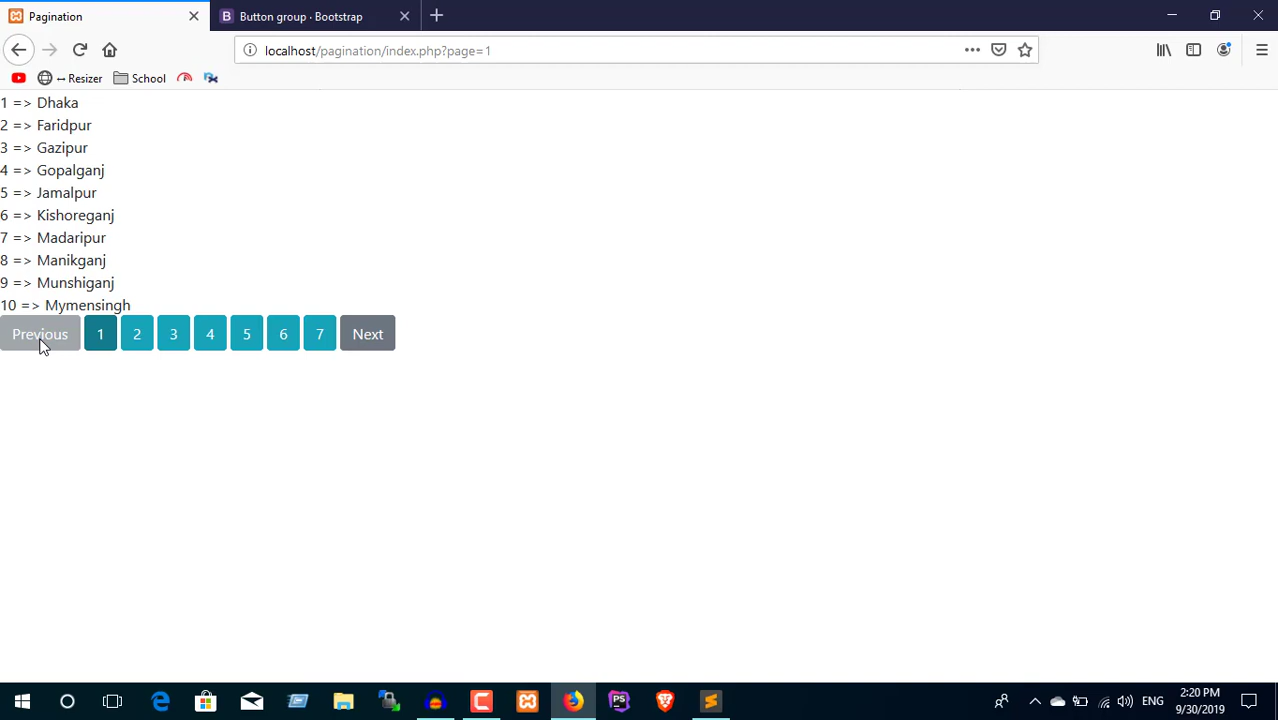 Pagination
Button group · Bootstrap
localhost/pagination/index.php?page=1
↔ Resizer
School
1 => Dhaka
2 => Faridpur
3 => Gazipur
4 => Gopalganj
5 => Jamalpur
6 => Kishoreganj
7 => Madaripur
8 => Manikganj
9 => Munshiganj
10 => Mymensingh
Previous 1 2 3 4 5 6 7 Next
ENG
2:20 PM
9/30/2019